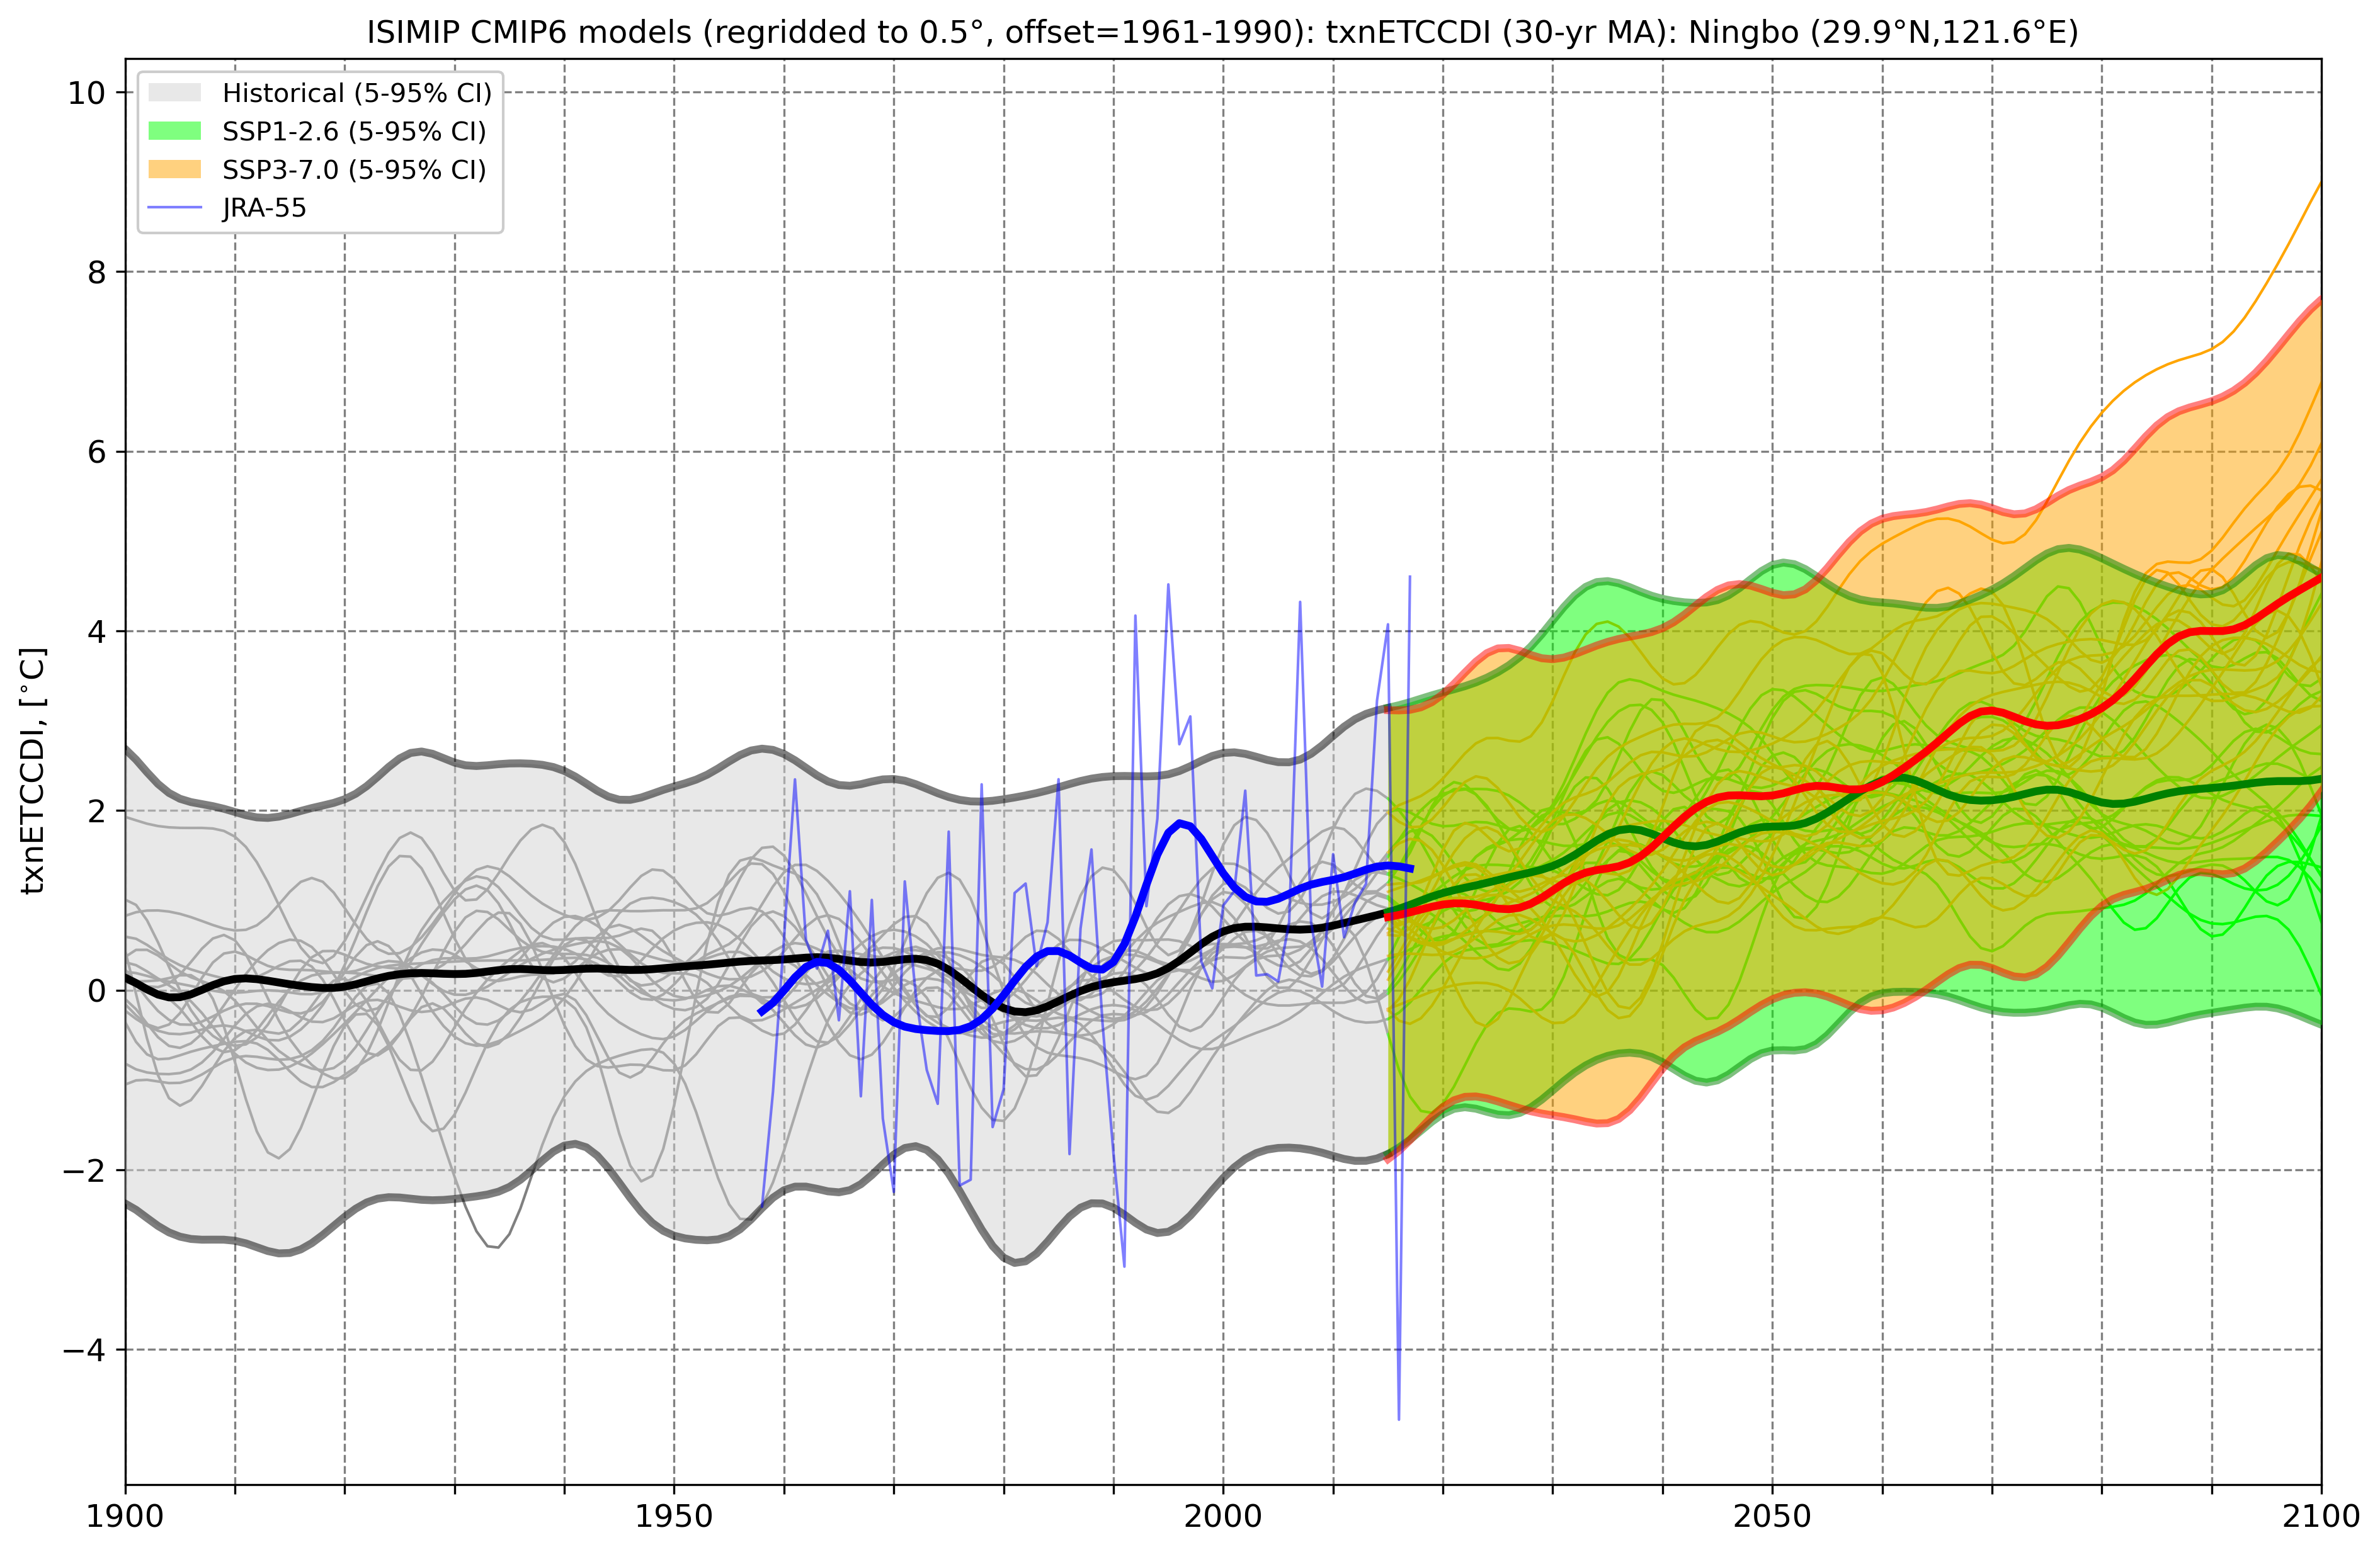 ISIMIP CMIP6 models (regridded to 0.5°, offset=1961-1990): txnETCCDI (30-yr MA): Ningbo (29.9°N,121.6°E)
Historical (5-95% CI)
SSP1-2.6 (5-95% CI)
SSP3-7.0 (5-95% CI)
JRA-55
txnETCCDI, [°C]
10
8
6
4
2
0
−2
−4
1900
1950
2000
2050
2100